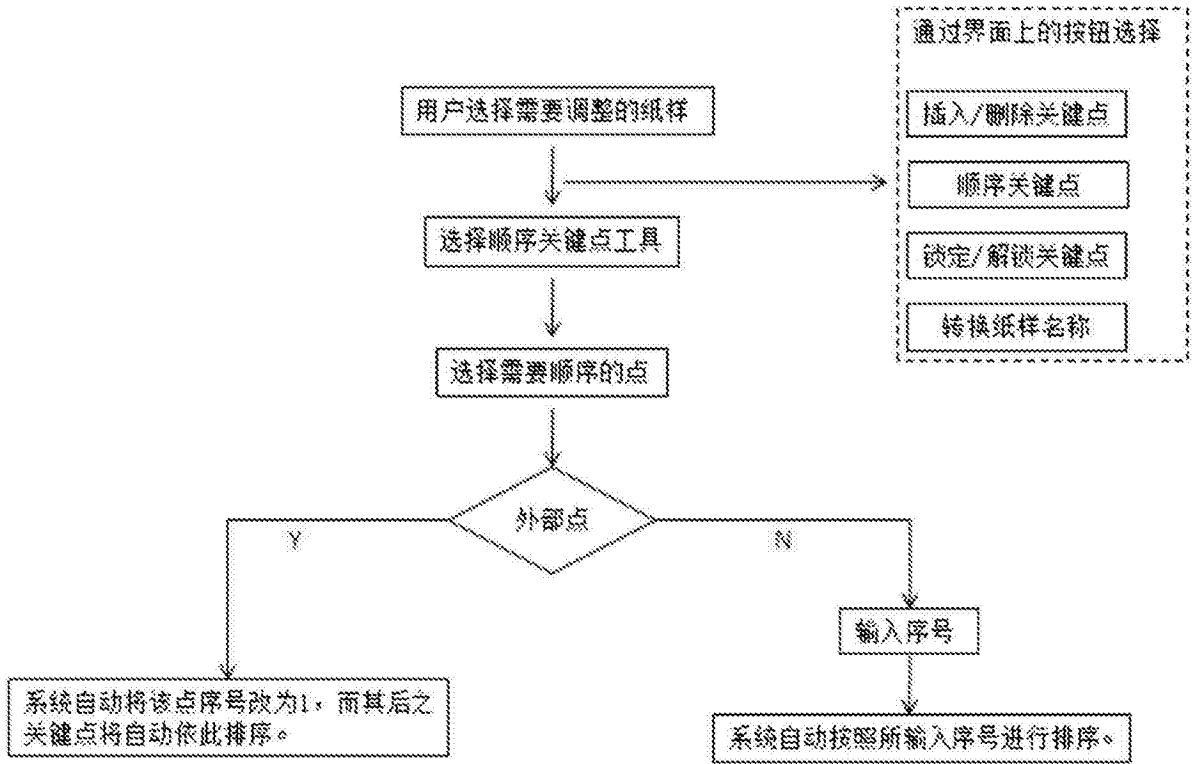 通过界面上的按钮选择
用户选择需要调整的纸样
插入/删除关键点
顺序关键点
选择顺序关键点工具
锁定/解锁关键点
转换纸样名称
选择需要顺序的点
外部点
Y
N
输入序号
系统自动将该点序号改为1，而其后之
关键点将自动依此排序。
系统自动按照所输入序号进行排序。